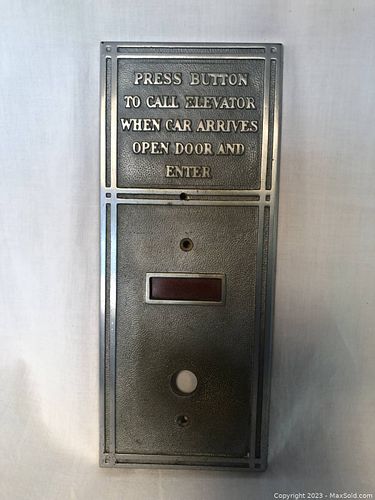 PRESS BUTTON
TO CALL ELEVATOR
WHEN CAR ARRIVES
OPEN DOOR AND
ENTER
Copyright 2023 - MaxSold.com